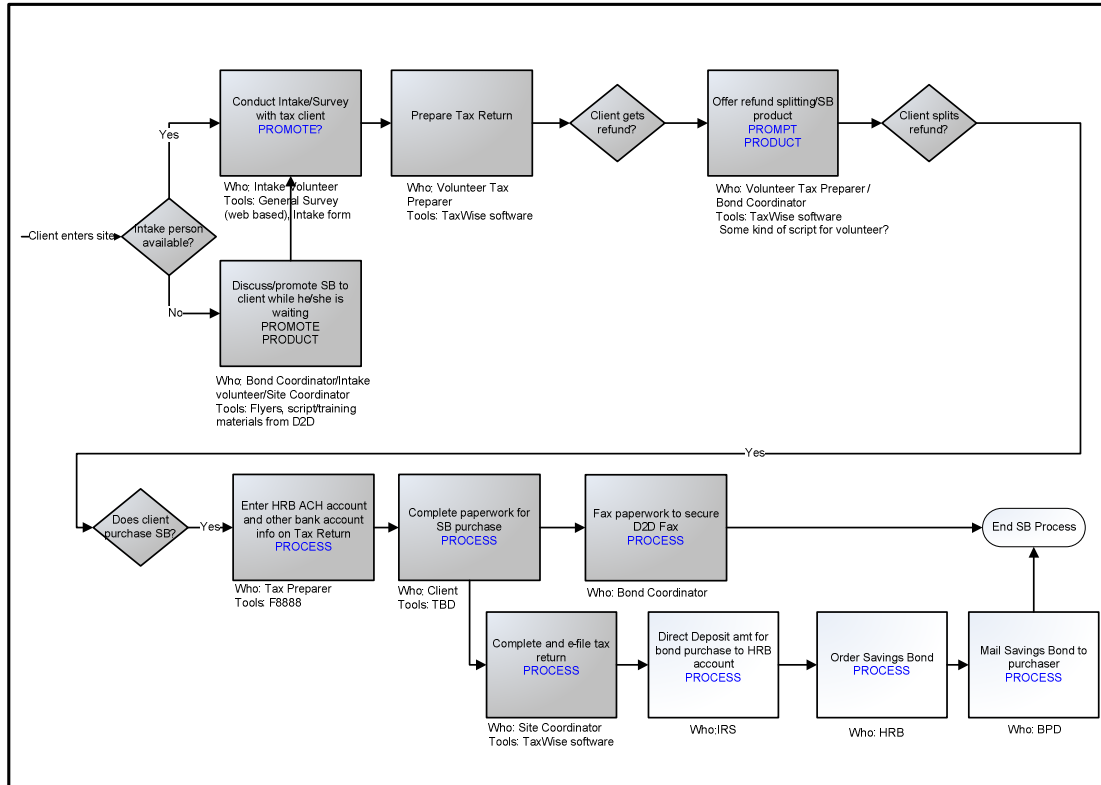 Client enters site
Intake person
available?
Yes
No
Conduct Intake/Survey
with tax client
PROMOTE?
Who: Intake Volunteer
Tools: General Survey
(web based), Intake form
Discuss/promote SB to
client while he/she is
waiting
PROMOTE
PRODUCT
Who: Bond Coordinator/Intake
volunteer/Site Coordinator
Tools: Flyers, script/training
materials from D2D
Prepare Tax Return
Who: Volunteer Tax
Preparer
Tools: TaxWise software
Client gets
refund?
Offer refund splitting/SB
product
PROMPT
PRODUCT
Who: Volunteer Tax Preparer /
Bond Coordinator
Tools: TaxWise software
Some kind of script for volunteer?
Client splits
refund?
Yes
Does client
purchase SB?
Yes
Enter HRB ACH account
and other bank account
info on Tax Return
PROCESS
Who: Tax Preparer
Tools: F8888
Complete paperwork for
SB purchase
PROCESS
Who: Client
Tools: TBD
Fax paperwork to secure
D2D Fax
PROCESS
Who: Bond Coordinator
End SB Process
Complete and e-file tax
return
PROCESS
Who: Site Coordinator
Tools: TaxWise software
Direct Deposit amt for
bond purchase to HRB
account
PROCESS
Who:IRS
Order Savings Bond
PROCESS
Who: HRB
Mail Savings Bond to
purchaser
PROCESS
Who: BPD